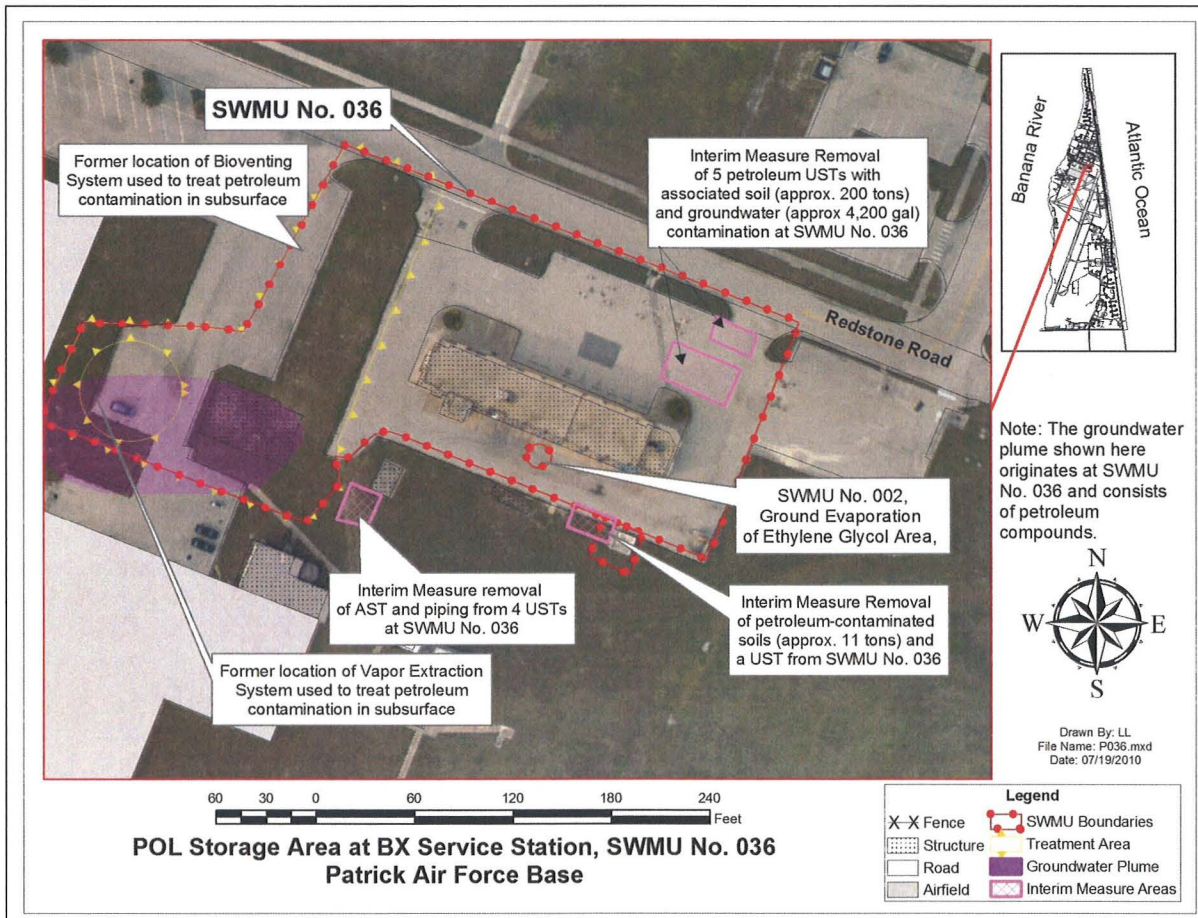 SWMU No. 036
Former location of Bioventing
System used to treat petroleum
contamination in subsurface
Interim Measure Removal
of 5 petroleum USTs with
associated soil (approx. 200 tons)
and groundwater (approx 4,200 gal)
contamination at SWMU No. 036
Redstone Road
SWMU No. 002,
Ground Evaporation
of Ethylene Glycol Area,
Interim Measure removal
of AST and piping from 4 USTs
at SWMU No. 036
Interim Measure Removal
of petroleum-contaminated
soils (approx. 11 tons) and
a UST from SWMU No. 036
Former location of Vapor Extraction
System used to treat petroleum
contamination in subsurface
Banana River
Atlantic Ocean
Note: The groundwater
plume shown here
originates at SWMU
No. 036 and consists
of petroleum
compounds.
N
W E
S
Drawn By: LL
File Name: P036.mxd
Date: 07/19/2010
60 30 0 60 120 180 240
Feet
POL Storage Area at BX Service Station, SWMU No. 036
Patrick Air Force Base
Legend
Fence
Structure
Road
Airfield
SWMU Boundaries
Treatment Area
Groundwater Plume
Interim Measure Areas